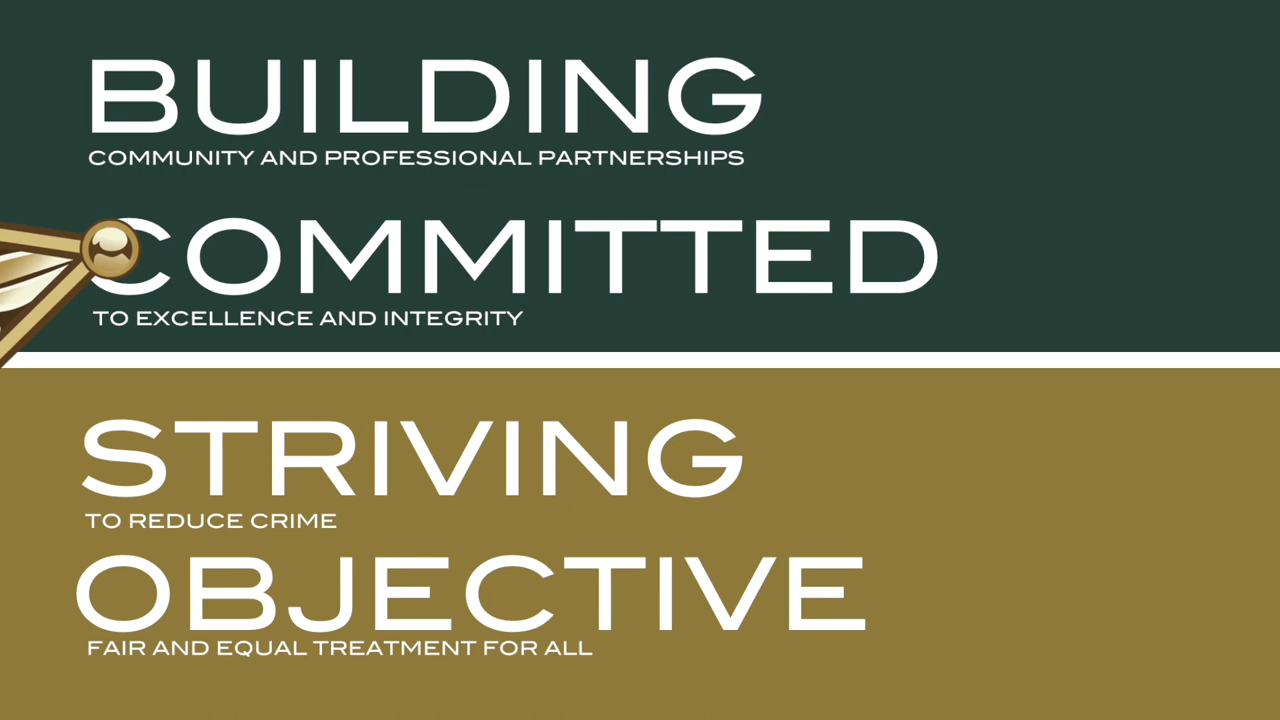 BUILDING
COMMUNITY AND PROFESSIONAL PARTNERSHIPS
COMMITTED
TO EXCELLENCE AND INTEGRITY
STRIVING
TO REDUCE CRIME
OBJECTIVE
FAIR AND EQUAL TREATMENT FOR ALL